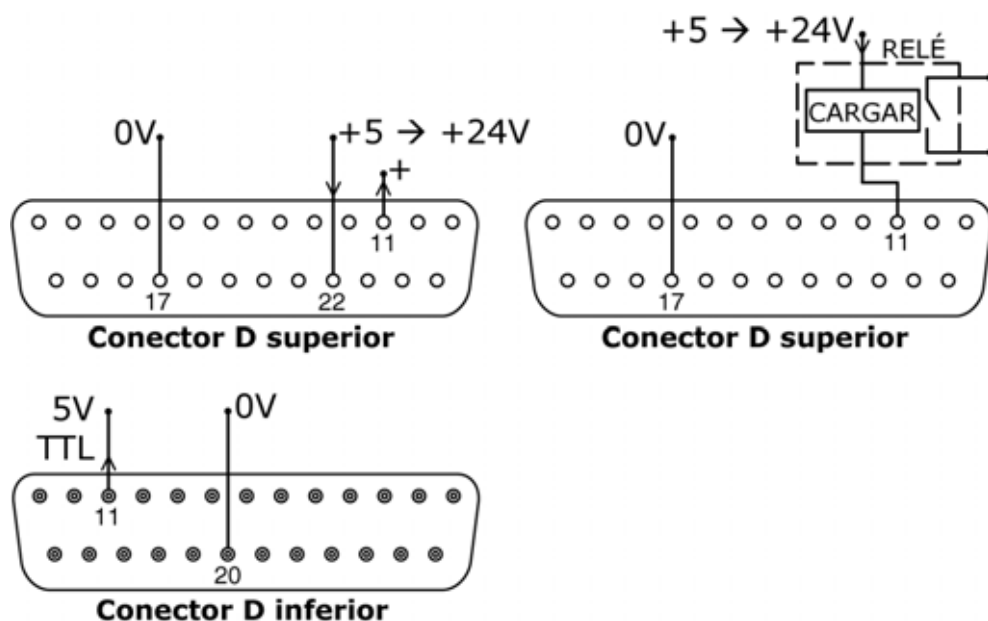 0V
+5 → +24V
+
11
17
22
Conector D superior
+5 → +24V
RELÉ
CARGAR
0V
11
17
Conector D superior
5V
TTL
0V
11
20
Conector D inferior